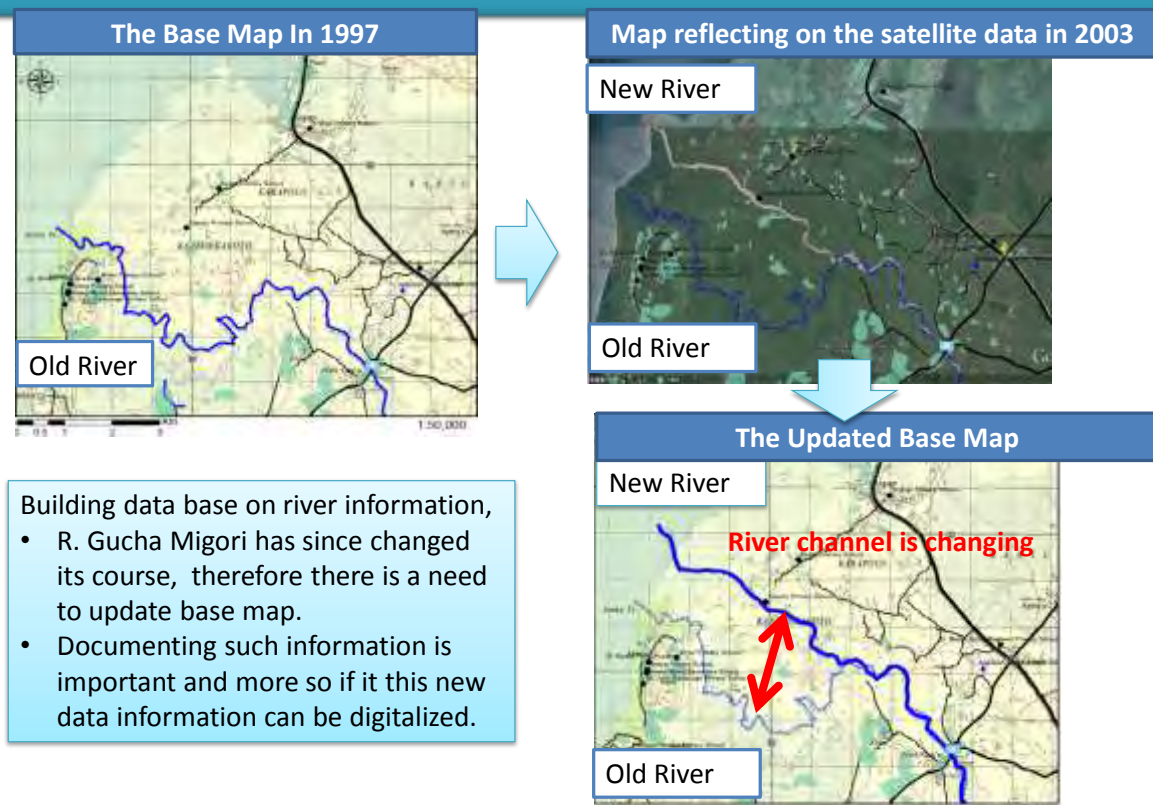 The Base Map In 1997
Old River
1:50,000
Map reflecting on the satellite data in 2003
New River
Old River
The Updated Base Map
New River
River channel is changing
Old River
Building data base on river information,
• R. Gucha Migori has since changed
its course, therefore there is a need
to update base map.
• Documenting such information is
important and more so if it this new
data information can be digitalized.